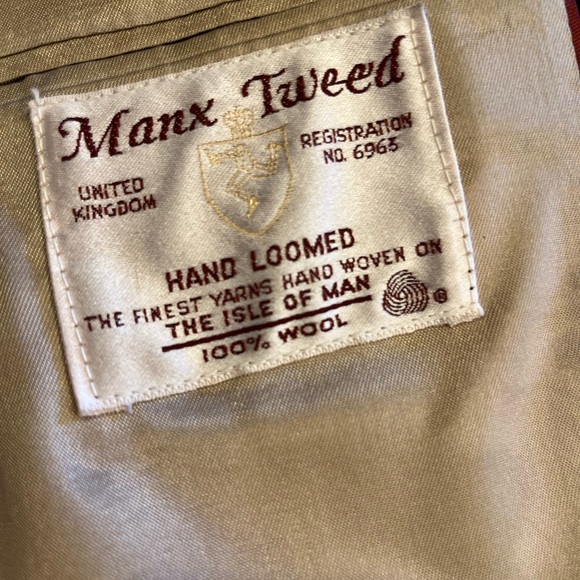 Manx Tweed
UNITED
KINGDOM
REGISTRATION
NO. 6963
HAND LOOMED
THE FINEST YARNS HAND WOVEN ON
THE ISLE OF MAN
100% WOOL
®